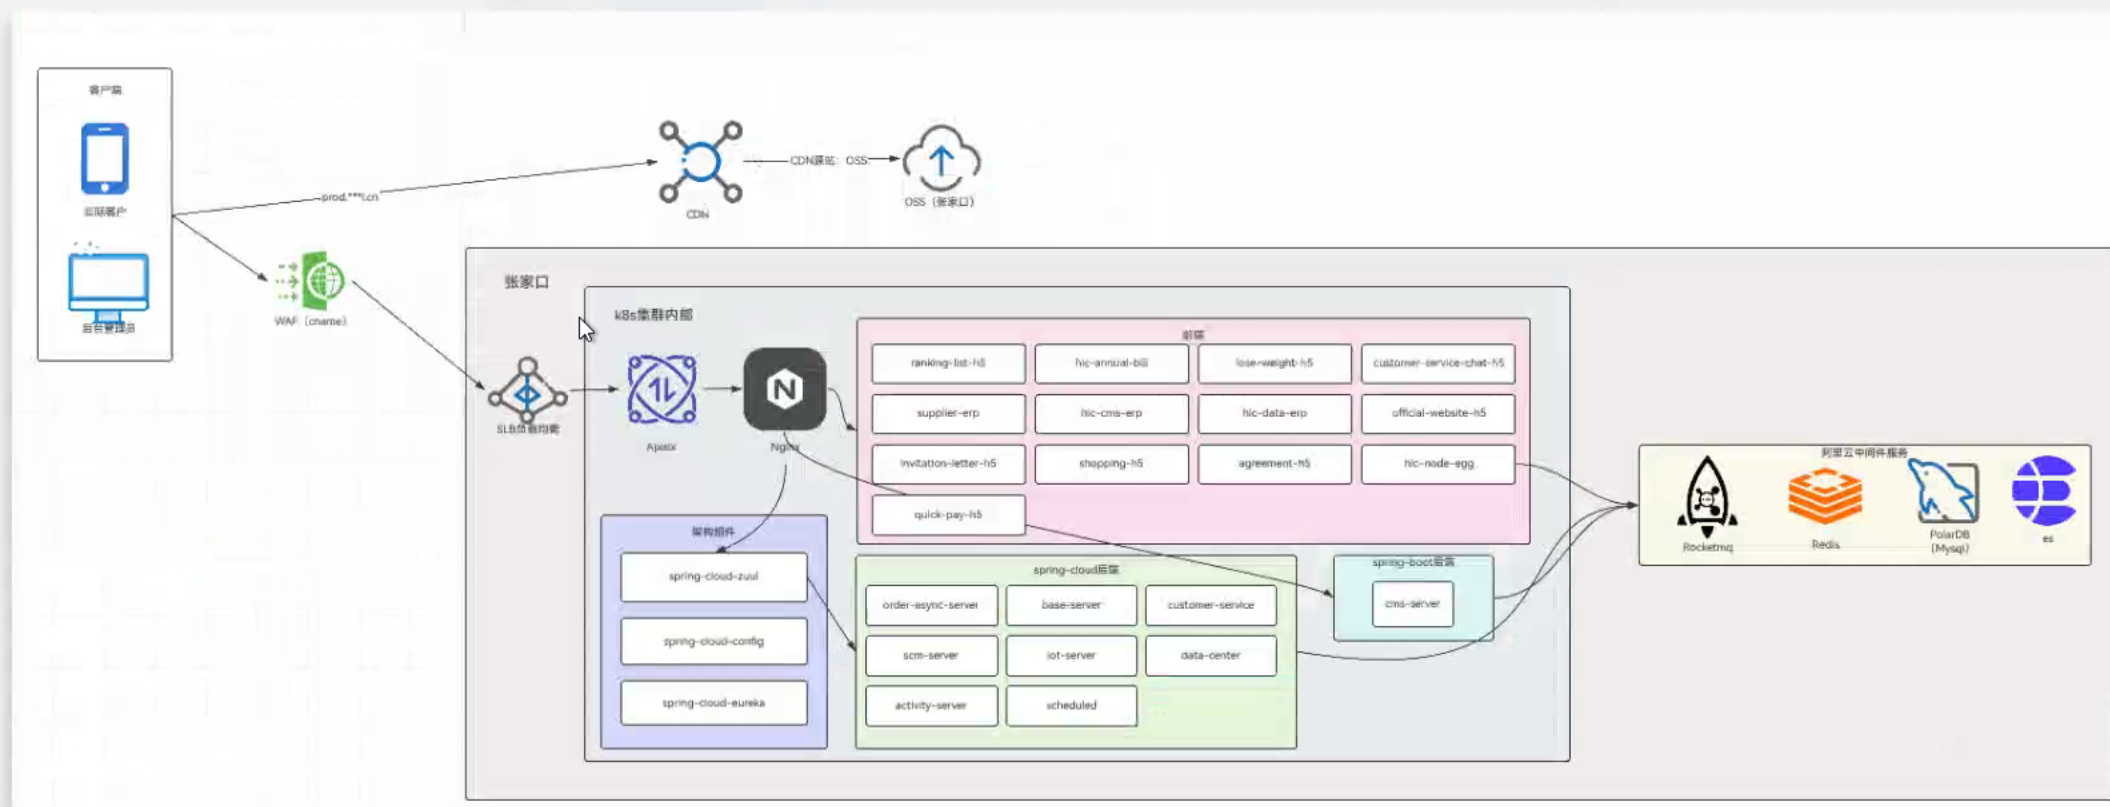 客户端
实际客户
后台管理员
prod.***l.cn
WAF（cname）
CDN
CDN源站：OSS
OSS（张家口）
张家口
SLB负载均衡
k8s集群内部
Apisix
Nginx
前端
ranking-list-h5
hic-annual-bill
lose-weight-h5
customer-service-chat-h5
supplier-erp
hic-cms-erp
hic-data-erp
official-website-h5
invitation-letter-h5
shopping-h5
agreement-h5
hic-node-egg
quick-pay-h5
架构组件
spring-cloud-zuul
spring-cloud-config
spring-cloud-eureka
spring-cloud后端
order-async-server
base-server
customer-service
scm-server
iot-server
data-center
activity-server
scheduled
spring-boot后端
cms-server
阿里云中间件服务
Rocketmq
Redis
PolarDB
(Mysql)
es